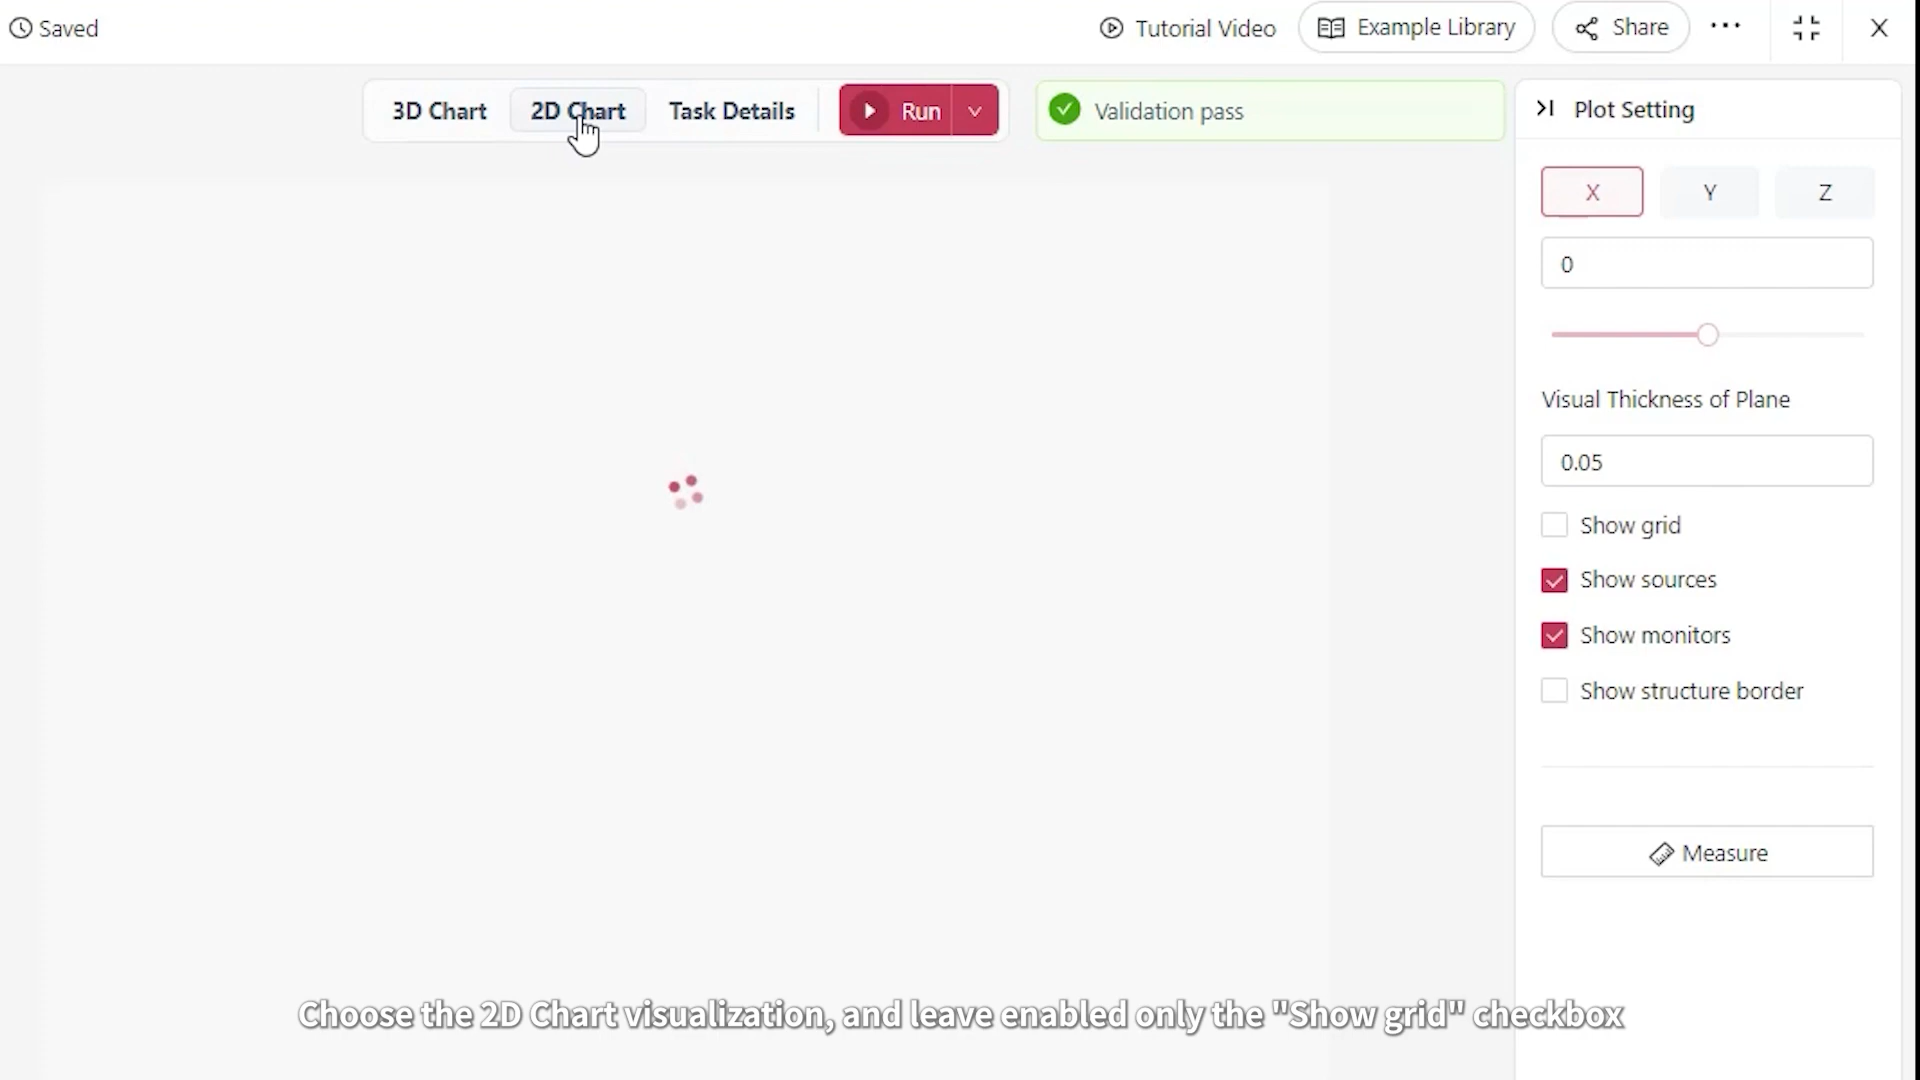 Saved
Tutorial Video
Example Library
Share
3D Chart
2D Chart
Task Details
Run
Validation pass
Plot Setting
X
Y
Z
0
Visual Thickness of Plane
0.05
Show grid
Show sources
Show monitors
Show structure border
Measure
Choose the 2D Chart visualization, and leave enabled only the "Show grid" checkbox